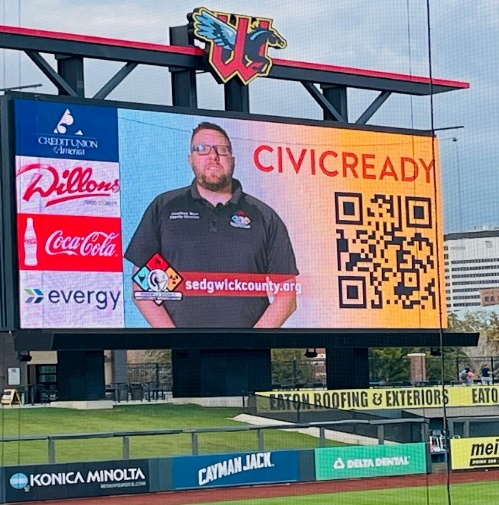 W
CREDIT UNION
of America
CIVICREADY
Dillons
Coca-Cola
sedgwickcounty.org
evergy
EATON ROOFING & EXTERIORS
EATO
KONICA MINOLTA
CAYMAN JACK
DELTA DENTAL
mei